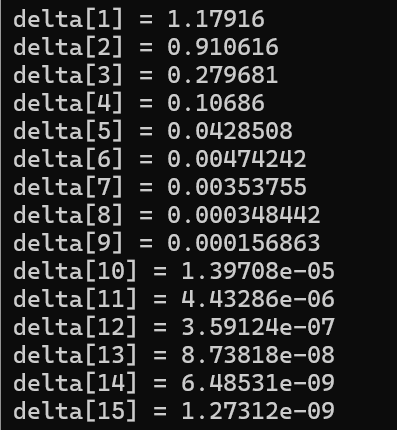 delta[1] = 1.17916
delta[2] = 0.910616
delta[3] = 0.279681
delta[4] = 0.10686
delta[5] = 0.0428508
delta[6] = 0.00474242
delta[7] = 0.00353755
delta[8] = 0.000348442
delta[9] = 0.000156863
delta[10] = 1.39708e-05
delta[11] = 4.43286e-06
delta[12] = 3.59124e-07
delta[13] = 8.73818e-08
delta[14] = 6.48531e-09
delta[15] = 1.27312e-09